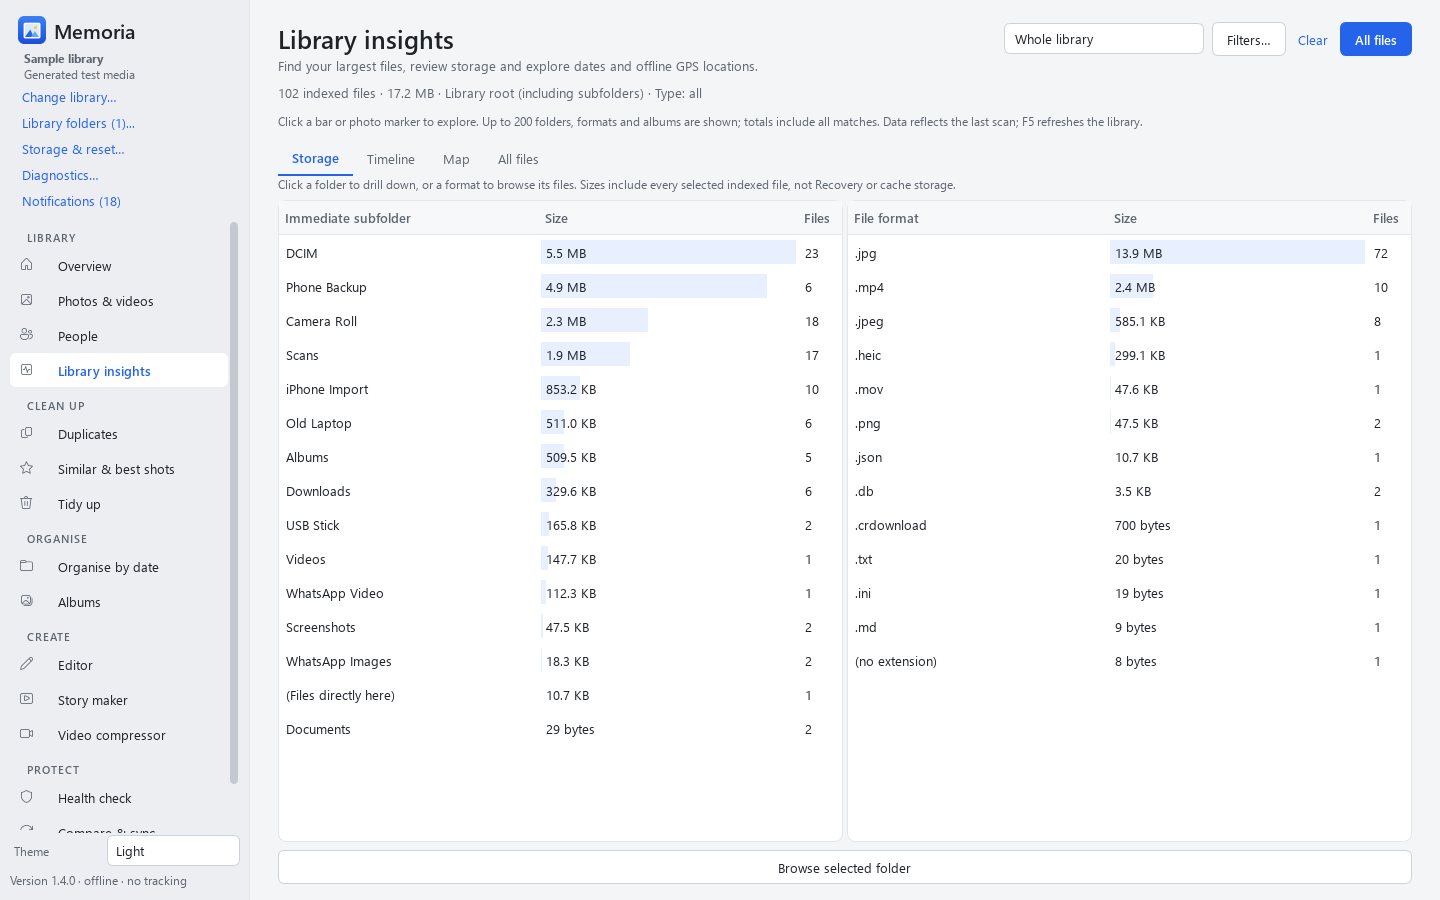 Memoria
Sample library
Generated test media
Change library...
Library folders (1)...
Storage & reset...
Diagnostics...
Notifications (18)
LIBRARY
Overview
Photos & videos
People
Library insights
CLEAN UP
Duplicates
Similar & best shots
Tidy up
ORGANISE
Organise by date
Albums
CREATE
Editor
Story maker
Video compressor
PROTECT
Health check
Compare & sync
Theme
Light
Version 1.4.0 · offline · no tracking
Library insights
Whole library
Filters...
Clear
All files
Find your largest files, review storage and explore dates and offline GPS locations.
102 indexed files · 17.2 MB · Library root (including subfolders) · Type: all
Click a bar or photo marker to explore. Up to 200 folders, formats and albums are shown; totals include all matches. Data reflects the last scan; F5 refreshes the library.
Storage Timeline Map All files
Click a folder to drill down, or a format to browse its files. Sizes include every selected indexed file, not Recovery or cache storage.
Immediate subfolder Size Files
DCIM 5.5 MB 23
Phone Backup 4.9 MB 6
Camera Roll 2.3 MB 18
Scans 1.9 MB 17
iPhone Import 853.2 KB 10
Old Laptop 511.0 KB 6
Albums 509.5 KB 5
Downloads 329.6 KB 6
USB Stick 165.8 KB 2
Videos 147.7 KB 1
WhatsApp Video 112.3 KB 1
Screenshots 47.5 KB 2
WhatsApp Images 18.3 KB 2
(Files directly here) 10.7 KB 1
Documents 29 bytes 2
File format Size Files
.jpg 13.9 MB 72
.mp4 2.4 MB 10
.jpeg 585.1 KB 8
.heic 299.1 KB 1
.mov 47.6 KB 1
.png 47.5 KB 2
.json 10.7 KB 1
.db 3.5 KB 2
.crdownload 700 bytes 1
.txt 20 bytes 1
.ini 19 bytes 1
.md 9 bytes 1
(no extension) 8 bytes 1
Browse selected folder